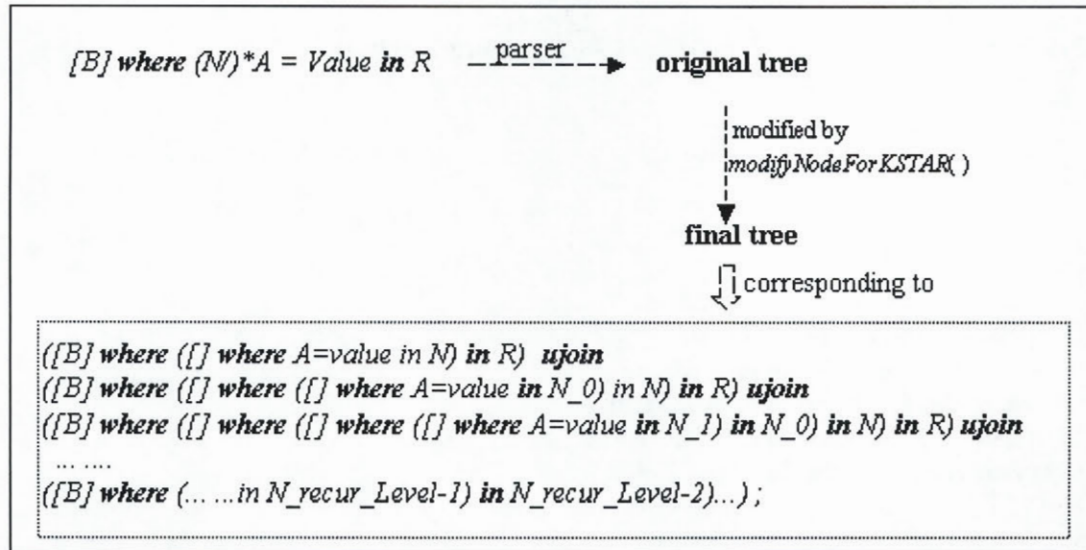 [B] where (N/)*A = Value in R parser original tree
modified by
modifyNodeForKSTAR( )
final tree
corresponding to
([B] where ([] where A=value in N) in R) ujoin
([B] where ([] where ([] where A=value in N_0) in N) in R) ujoin
([B] where ([] where ([] where ([] where A=value in N_1) in N_0) in N) in R) ujoin
... ....
([B] where (... ...in N_recur_Level-1) in N_recur_Level-2)...) ;